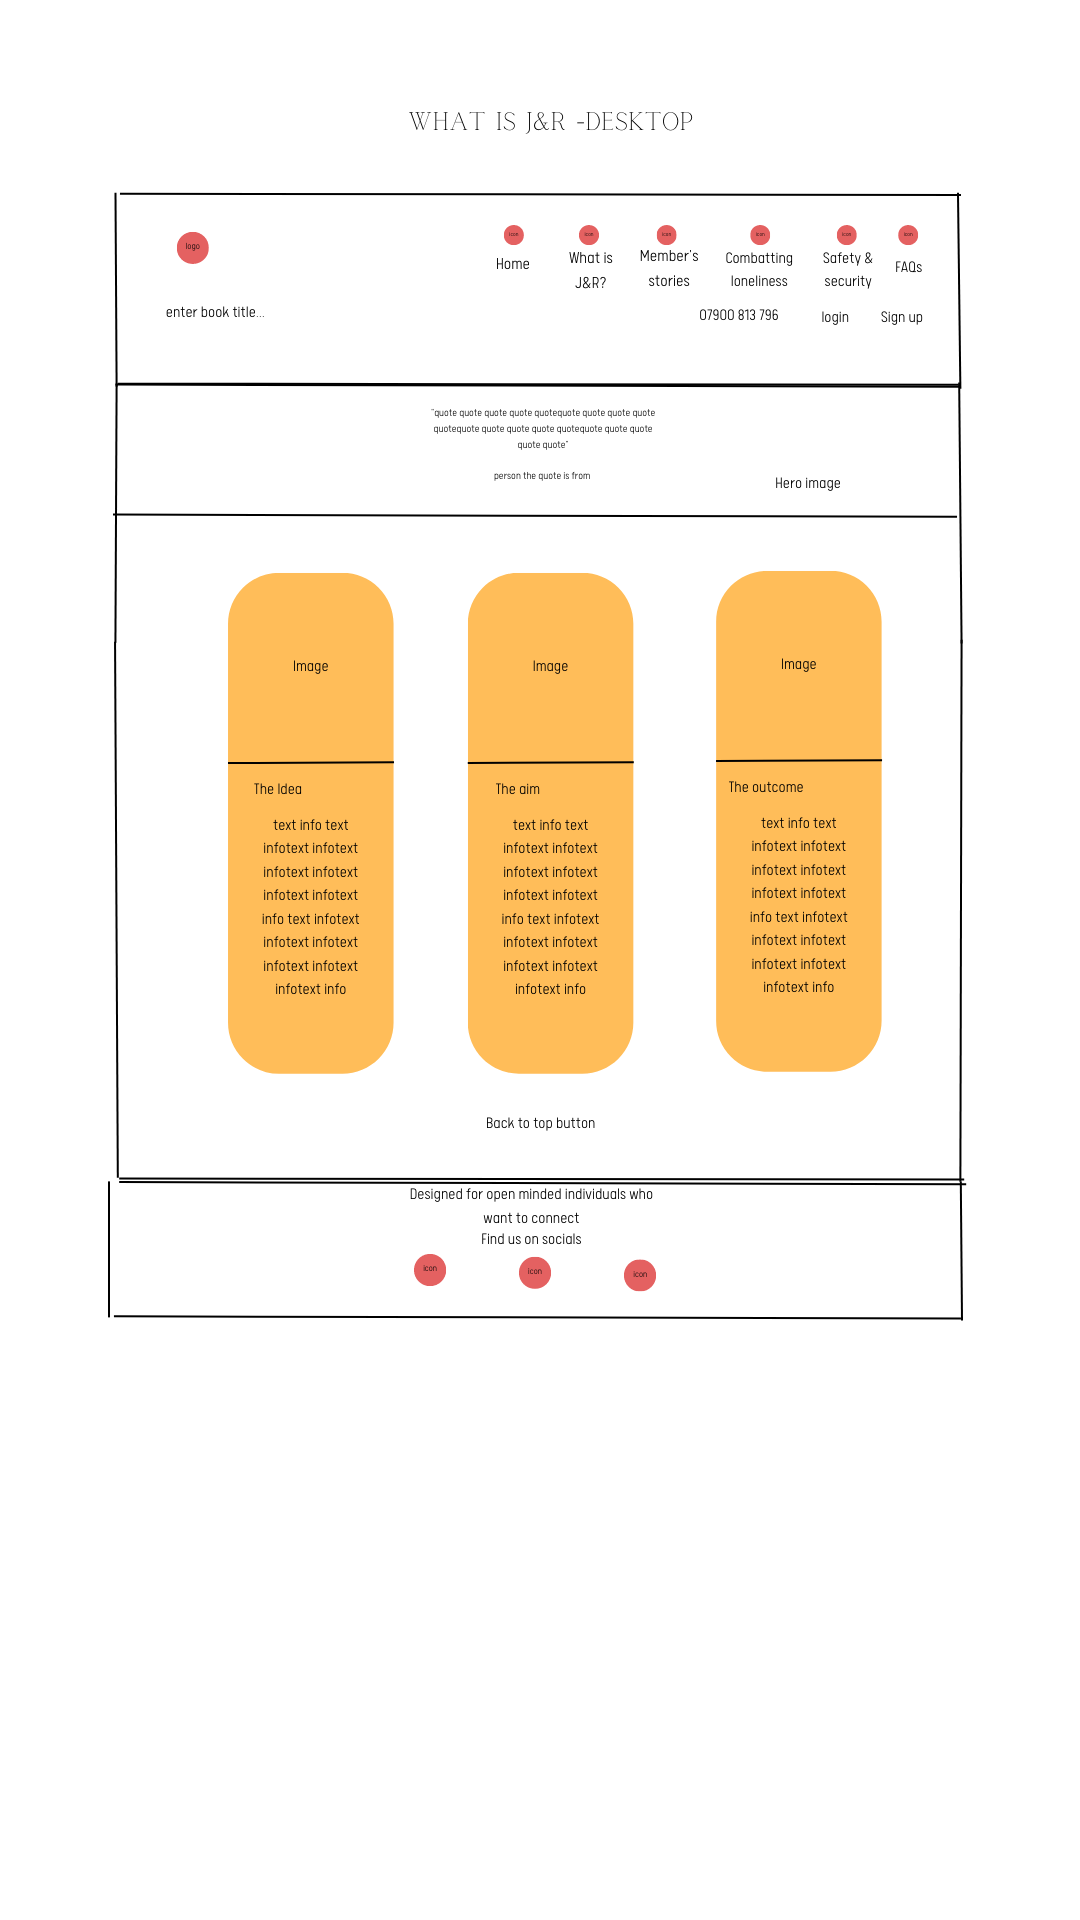 WHAT IS J&R -DESKTOP
logo
icon icon icon icon icon icon
Home
What is
J&R?
Member's
stories
Combatting
loneliness
Safety &
security
FAQs
enter book title...
07900 813 796
login
Sign up
"quote quote quote quote quotequote quote quote quote
quotequote quote quote quote quotequote quote quote
quote quote"
person the quote is from
Hero image
Image
The Idea
text info text
infotext infotext
infotext infotext
infotext infotext
info text infotext
infotext infotext
infotext infotext
infotext info
Image
The aim
text info text
infotext infotext
infotext infotext
infotext infotext
info text infotext
infotext infotext
infotext infotext
infotext info
Image
The outcome
text info text
infotext infotext
infotext infotext
infotext infotext
info text infotext
infotext infotext
infotext infotext
infotext info
Back to top button
Designed for open minded individuals who
want to connect
Find us on socials
icon icon icon